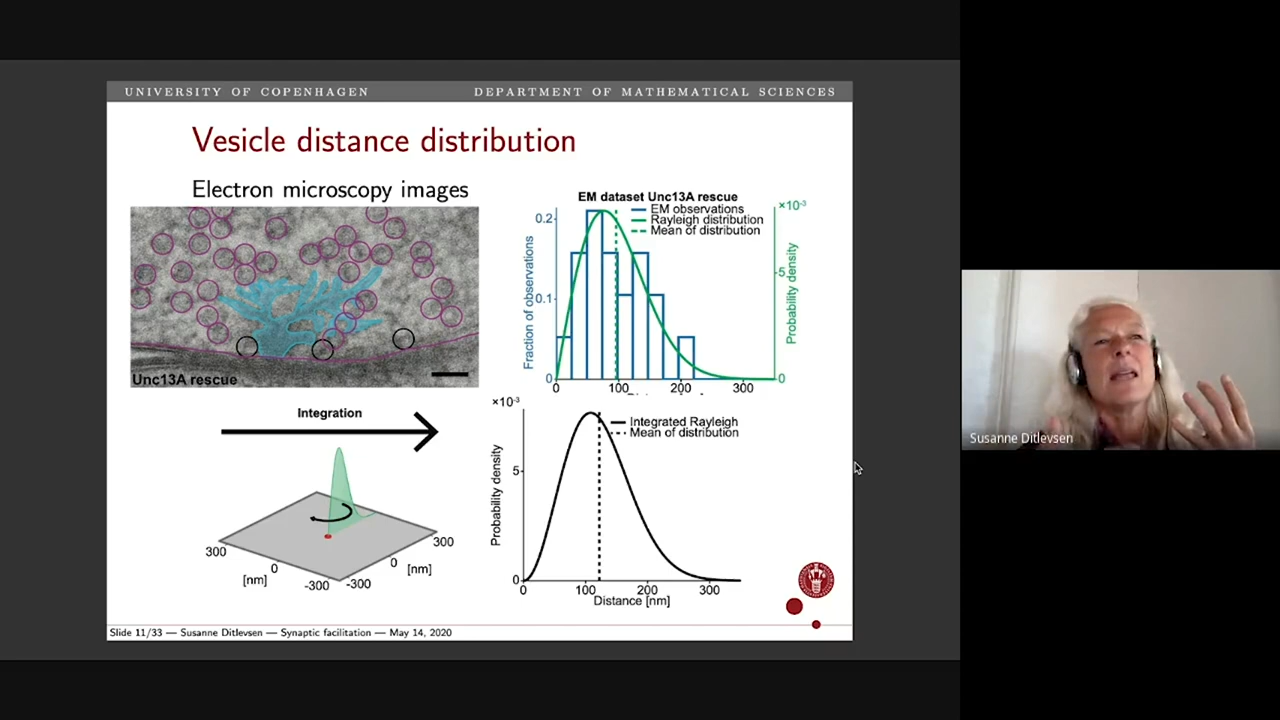 UNIVERSITY OF COPENHAGEN
DEPARTMENT OF MATHEMATICAL SCIENCES
Vesicle distance distribution
Electron microscopy images
Unc13A rescue
EM dataset Unc13A rescue
EM observations
Rayleigh distribution
Mean of distribution
×10⁻³
0.2
0.1
0
Fraction of observations
5
0
Probability density
0 100 200 300
Integration
300
0
-300
[nm]
-300
0
300
[nm]
×10⁻³
Integrated Rayleigh
Mean of distribution
5
0
Probability density
0 100 200 300
Distance [nm]
Slide 11/33 — Susanne Ditlevsen — Synaptic facilitation — May 14, 2020
Susanne Ditlevsen